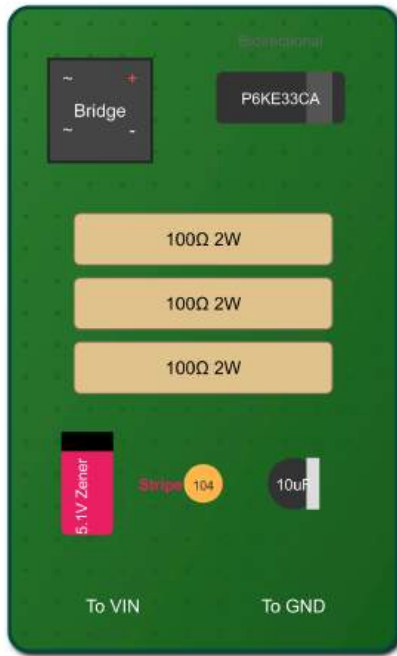 Bidirectional
~ +
Bridge
~ -
P6KE33CA
100Ω 2W
100Ω 2W
100Ω 2W
5.1V Zener
Stripe
104
10uF
To VIN
To GND